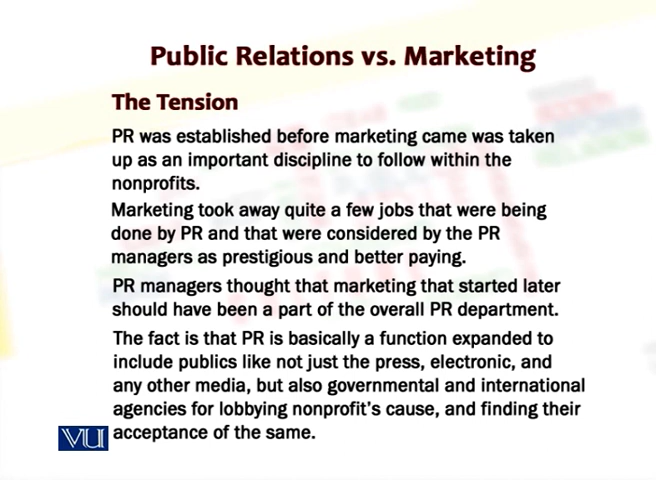 Public Relations vs. Marketing
The Tension
PR was established before marketing came was taken
up as an important discipline to follow within the
nonprofits.
Marketing took away quite a few jobs that were being
done by PR and that were considered by the PR
managers as prestigious and better paying.
PR managers thought that marketing that started later
should have been a part of the overall PR department.
The fact is that PR is basically a function expanded to
include publics like not just the press, electronic, and
any other media, but also governmental and international
agencies for lobbying nonprofit's cause, and finding their
acceptance of the same.
VU